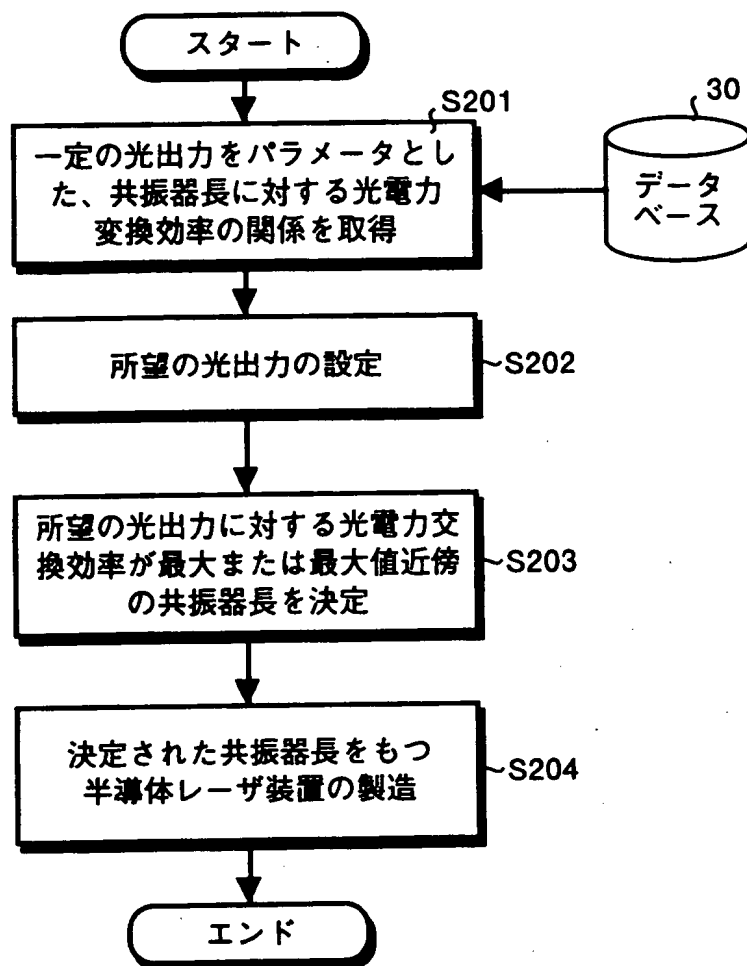 スタート
S201
30
一定の光出力をパラメータとし
た、共振器長に対する光電力
変換効率の関係を取得
データ
ベース
所望の光出力の設定
S202
所望の光出力に対する光電力交
換効率が最大または最大値近傍
の共振器長を決定
S203
決定された共振器長をもつ
半導体レーザ装置の製造
S204
エンド